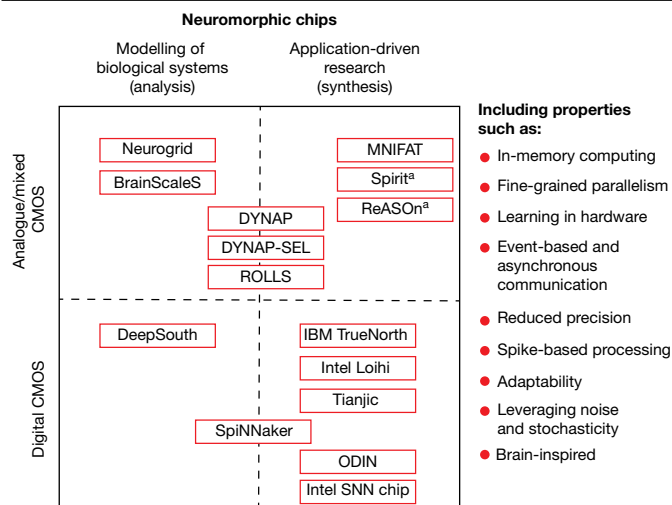 Neuromorphic chips
Modelling of
biological systems
(analysis)
Application-driven
research
(synthesis)
Analogue/mixed
CMOS
Neurogrid
BrainScaleS
MNIFAT
Spiritᵃ
ReASOnᵃ
DYNAP
DYNAP-SEL
ROLLS
Digital CMOS
DeepSouth
IBM TrueNorth
Intel Loihi
Tianjic
SpiNNaker
ODIN
Intel SNN chip
Including properties
such as:
In-memory computing
Fine-grained parallelism
Learning in hardware
Event-based and
asynchronous
communication
Reduced precision
Spike-based processing
Adaptability
Leveraging noise
and stochasticity
Brain-inspired